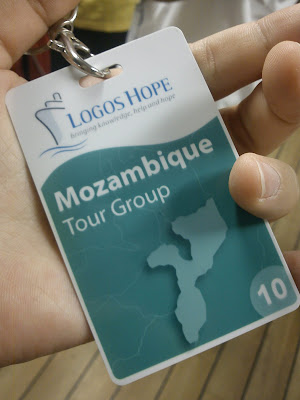 LOGOS HOPE
bringing knowledge, help and hope
Mozambique
Tour Group
10